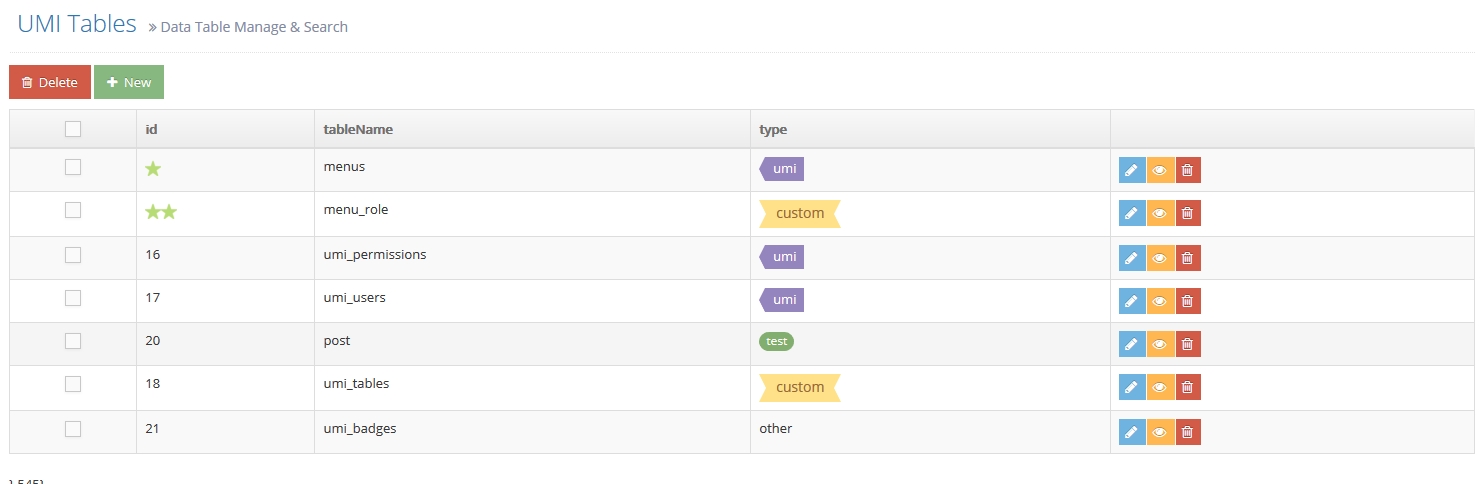 UMI Tables » Data Table Manage & Search
Delete + New
id tableName type
menus umi
menu_role custom
16 umi_permissions umi
17 umi_users umi
20 post test
18 umi_tables custom
21 umi_badges other